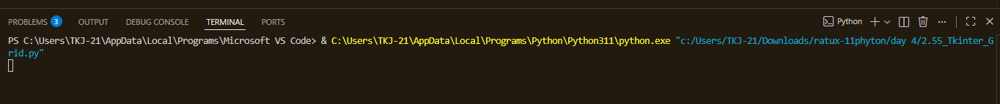 PROBLEMS 3 OUTPUT DEBUG CONSOLE TERMINAL PORTS Python
PS C:\Users\TKJ-21\AppData\Local\Programs\Microsoft VS Code> & C:\Users\TKJ-21\AppData\Local\Programs\Python\Python311\python.exe "c:/Users/TKJ-21/Downloads/ratux-11phyton/day 4/2.55_Tkinter_G
rid.py"